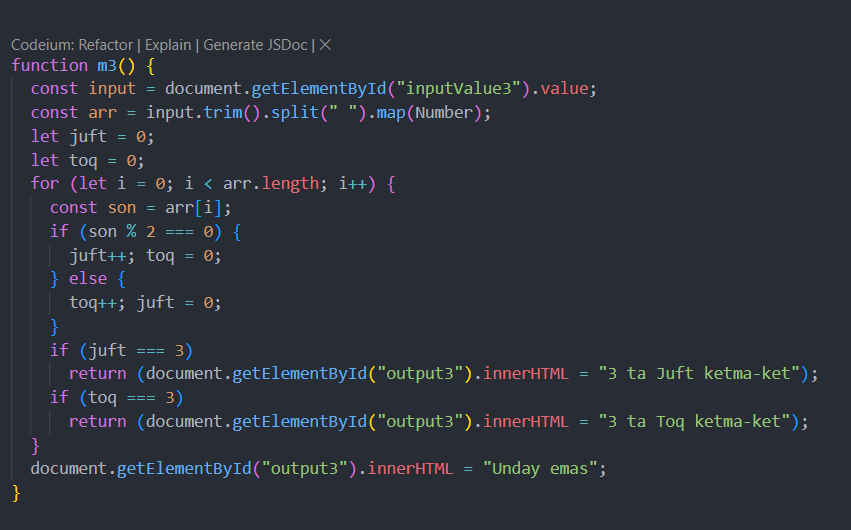 Codeium: Refactor | Explain | Generate JSDoc | ×
function m3() {
  const input = document.getElementById("inputValue3").value;
  const arr = input.trim().split(" ").map(Number);
  let juft = 0;
  let toq = 0;
  for (let i = 0; i < arr.length; i++) {
    const son = arr[i];
    if (son % 2 === 0) {
      juft++; toq = 0;
    } else {
      toq++; juft = 0;
    }
    if (juft === 3)
      return (document.getElementById("output3").innerHTML = "3 ta Juft ketma-ket");
    if (toq === 3)
      return (document.getElementById("output3").innerHTML = "3 ta Toq ketma-ket");
  }
  document.getElementById("output3").innerHTML = "Unday emas";
}